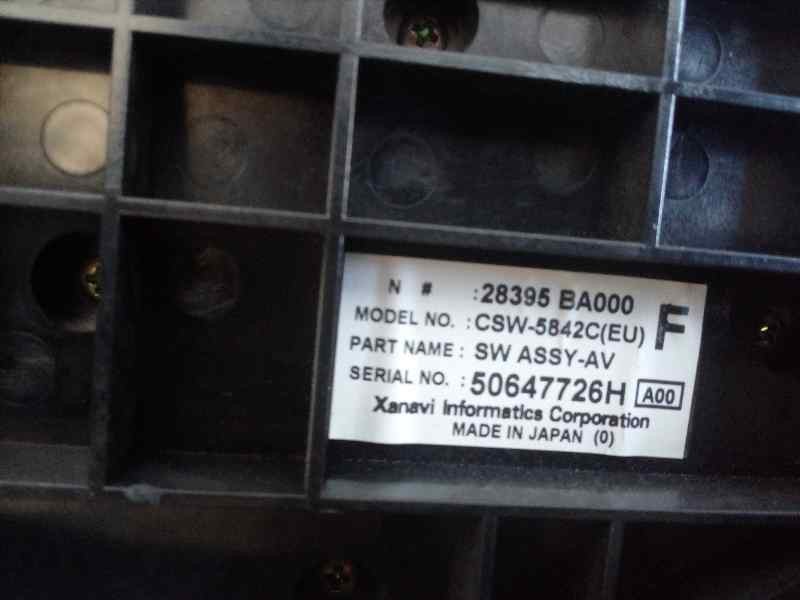 N # : 28395 BA000
MODEL NO. : CSW-5842C(EU) F
PART NAME : SW ASSY-AV
SERIAL NO. : 50647726H A00
Xanavi Informatics Corporation
MADE IN JAPAN (0)